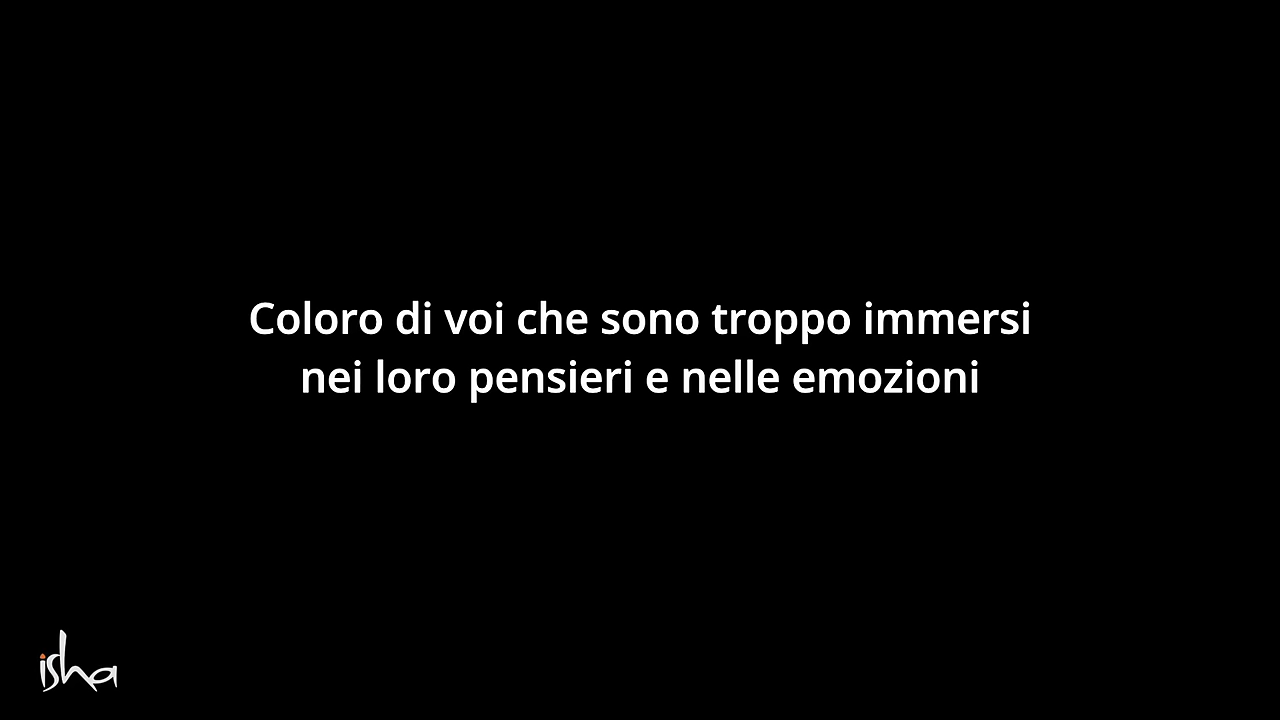 Coloro di voi che sono troppo immersi
nei loro pensieri e nelle emozioni
isha